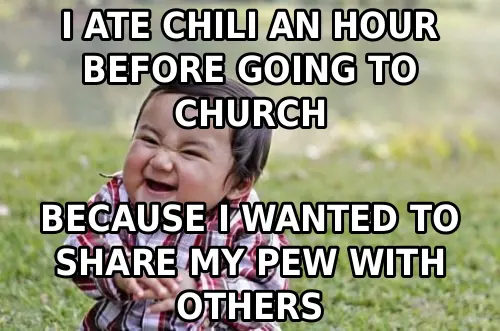 I ATE CHILI AN HOUR
BEFORE GOING TO
CHURCH
BECAUSE I WANTED TO
SHARE MY PEW WITH
OTHERS